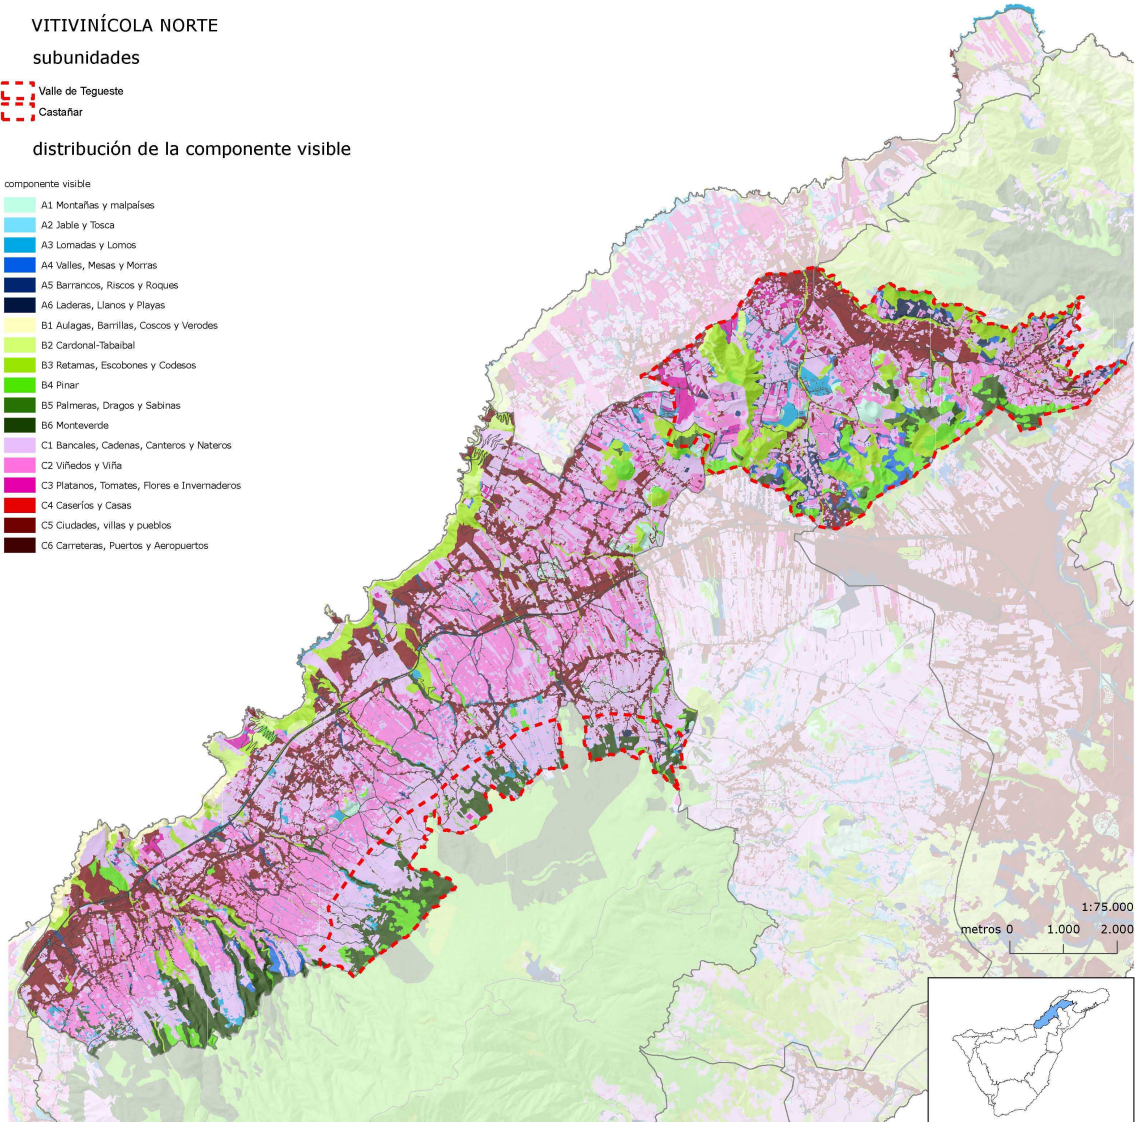 VITIVINÍCOLA NORTE
subunidades
Valle de Tegueste
Castañar
distribución de la componente visible
componente visible
A1 Montañas y malpaíses
A2 Jable y Tosca
A3 Lomadas y Lomos
A4 Valles, Mesas y Morras
A5 Barrancos, Riscos y Roques
A6 Laderas, Llanos y Playas
B1 Aulagas, Barrillas, Coscos y Verodes
B2 Cardonal-Tabaibal
B3 Retamas, Escobones y Codesos
B4 Pinar
B5 Palmeras, Dragos y Sabinas
B6 Monteverde
C1 Bancales, Cadenas, Canteros y Nateros
C2 Viñedos y Viña
C3 Platanos, Tomates, Flores e Invernaderos
C4 Caseríos y Casas
C5 Ciudades, villas y pueblos
C6 Carreteras, Puertos y Aeropuertos
1:75.000
metros 0 1.000 2.000